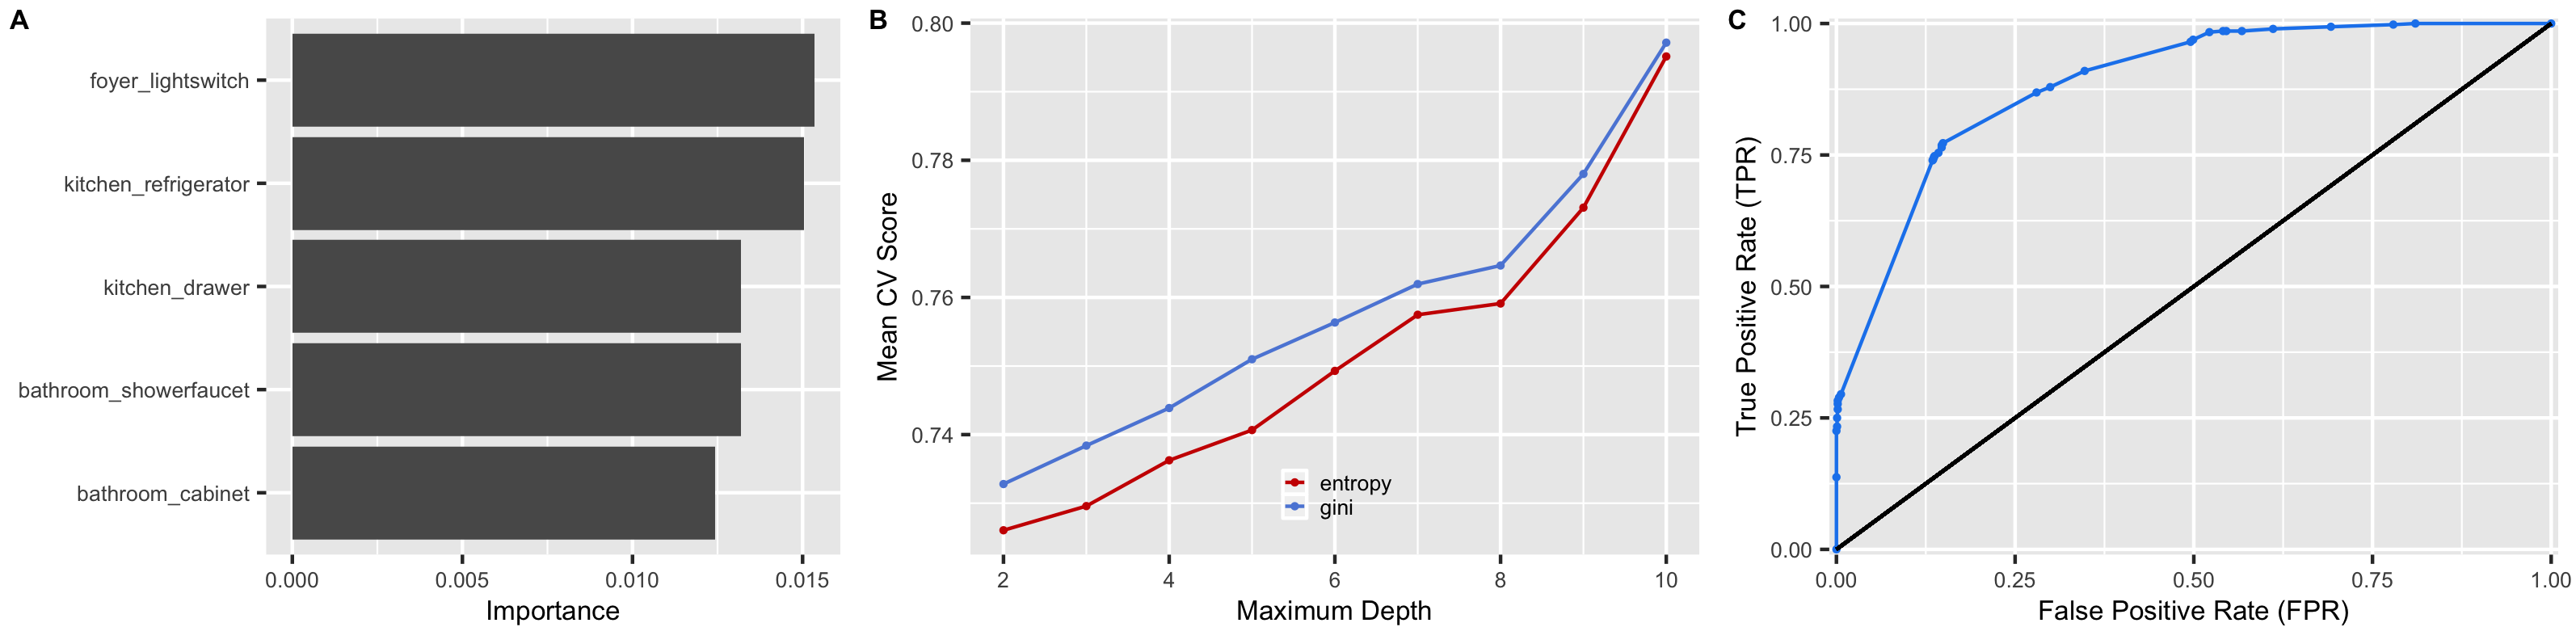 A
foyer_lightswitch
kitchen_refrigerator
kitchen_drawer
bathroom_showerfaucet
bathroom_cabinet
0.000 0.005 0.010 0.015
Importance
B
Mean CV Score
0.80
0.78
0.76
0.74
entropy
gini
2 4 6 8 10
Maximum Depth
C
True Positive Rate (TPR)
1.00
0.75
0.50
0.25
0.00
0.00 0.25 0.50 0.75 1.00
False Positive Rate (FPR)